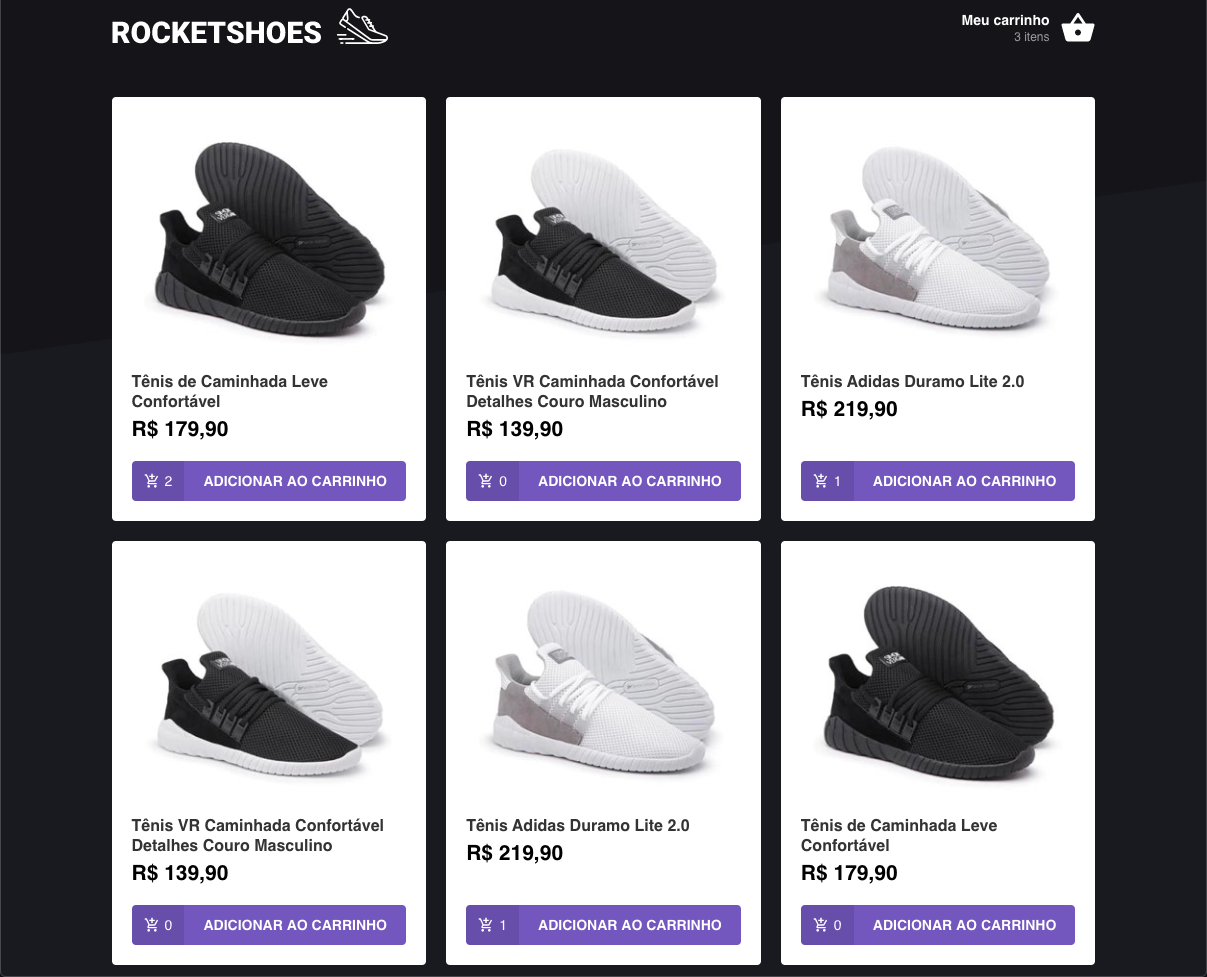 ROCKETSHOES
Meu carrinho
3 itens
Tênis de Caminhada Leve
Confortável
R$ 179,90
2 ADICIONAR AO CARRINHO
Tênis VR Caminhada Confortável
Detalhes Couro Masculino
R$ 139,90
0 ADICIONAR AO CARRINHO
Tênis Adidas Duramo Lite 2.0
R$ 219,90
1 ADICIONAR AO CARRINHO
Tênis VR Caminhada Confortável
Detalhes Couro Masculino
R$ 139,90
0 ADICIONAR AO CARRINHO
Tênis Adidas Duramo Lite 2.0
R$ 219,90
1 ADICIONAR AO CARRINHO
Tênis de Caminhada Leve
Confortável
R$ 179,90
0 ADICIONAR AO CARRINHO